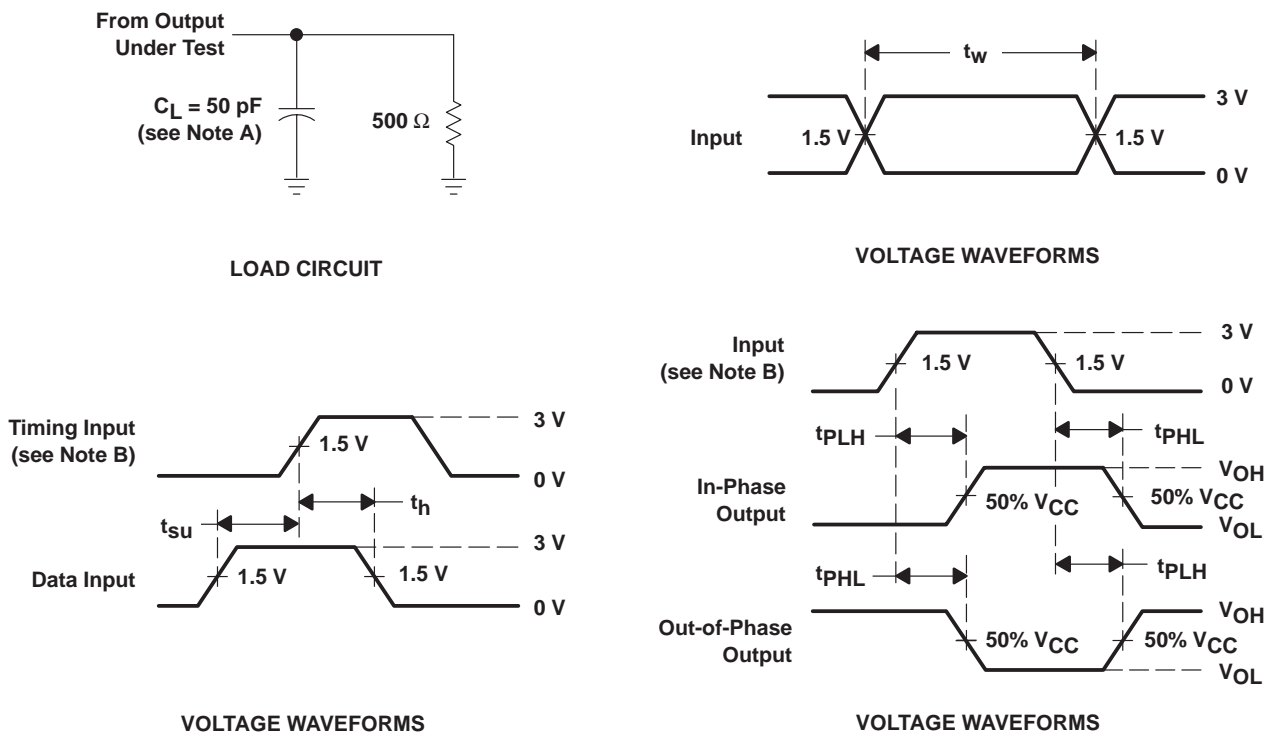 From Output
Under Test
C_L = 50 pF
(see Note A)
500 Ω
LOAD CIRCUIT
t_w
Input
1.5 V
1.5 V
3 V
0 V
VOLTAGE WAVEFORMS
Timing Input
(see Note B)
1.5 V
3 V
0 V
t_su
t_h
Data Input
1.5 V
1.5 V
3 V
0 V
VOLTAGE WAVEFORMS
Input
(see Note B)
1.5 V
1.5 V
3 V
0 V
t_PLH
t_PHL
In-Phase
Output
50% V_CC
50% V_CC
V_OH
V_OL
t_PHL
t_PLH
Out-of-Phase
Output
50% V_CC
50% V_CC
V_OH
V_OL
VOLTAGE WAVEFORMS